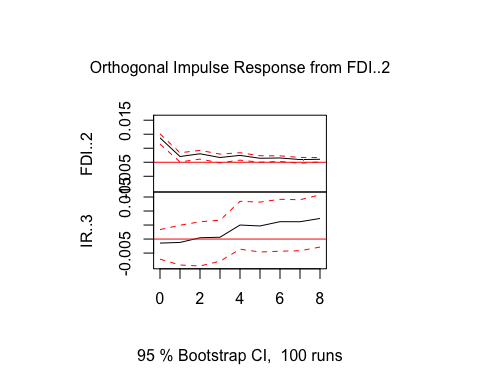 Orthogonal Impulse Response from FDI..2
FDI..2
0.015
IR..3
-0.005
0 2 4 6 8
95 % Bootstrap CI, 100 runs